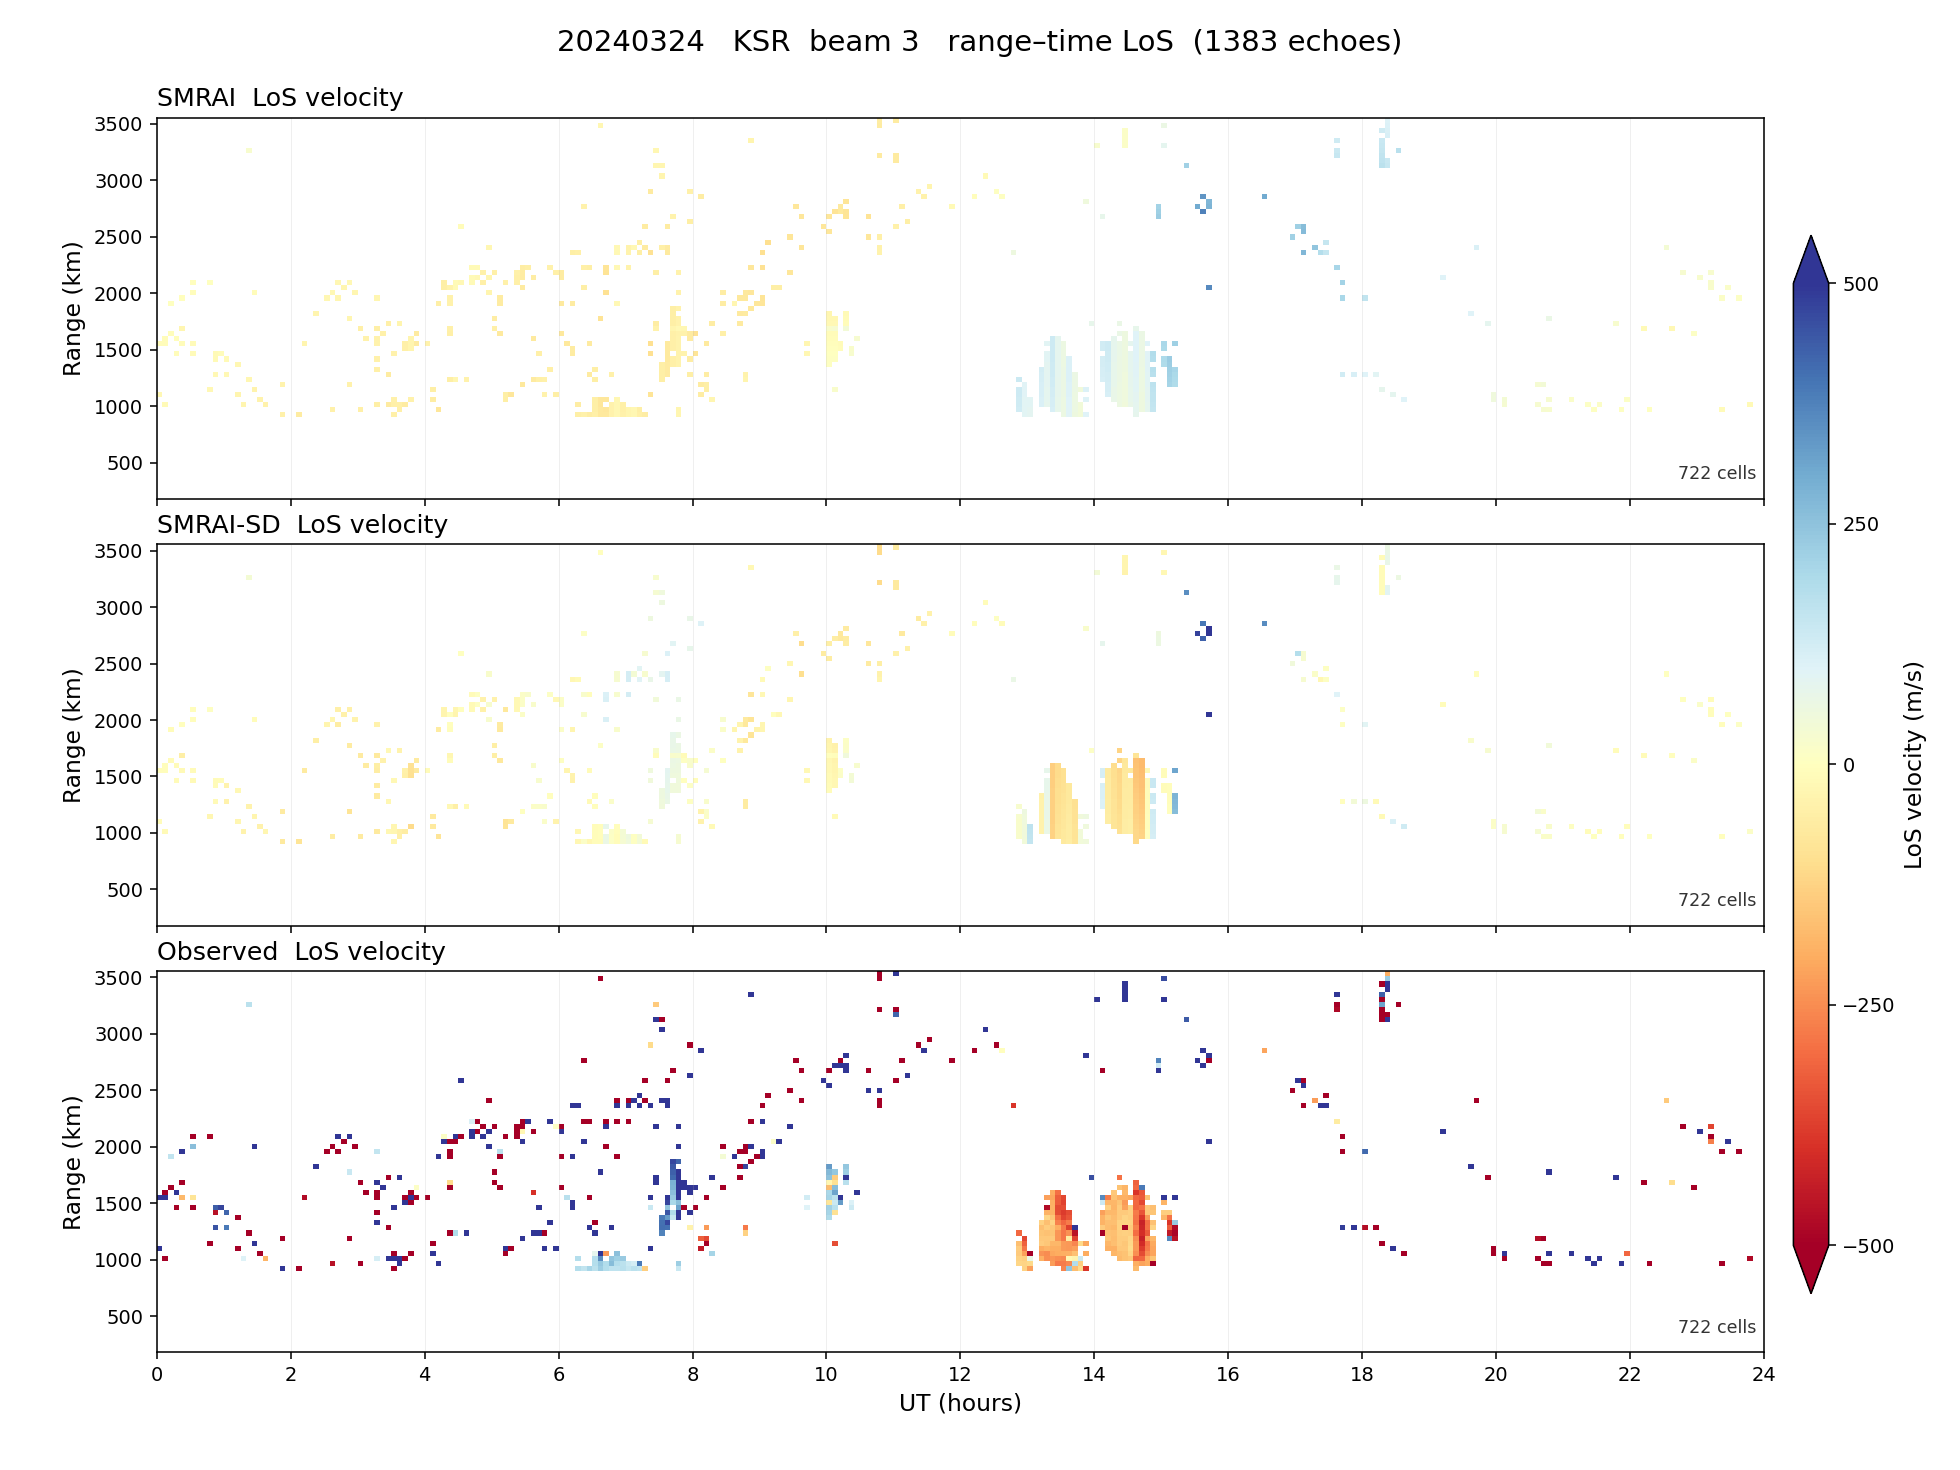 20240324 KSR beam 3 range–time LoS (1383 echoes)
SMRAI LoS velocity
3500
3000
2500
2000
1500
1000
500
Range (km)
722 cells
SMRAI-SD LoS velocity
3500
3000
2500
2000
1500
1000
500
Range (km)
722 cells
Observed LoS velocity
3500
3000
2500
2000
1500
1000
500
Range (km)
722 cells
0 2 4 6 8 10 12 14 16 18 20 22 24
UT (hours)
500
250
0
−250
−500
LoS velocity (m/s)